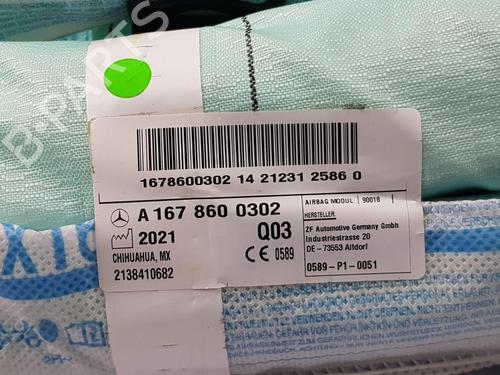 B-PARTS
1678600302 14 21231 2586 0
A 167 860 0302
2021
Q03
CHIHUAHUA, MX
0589
2138410682
AIRBAG MODUL 90018
HERSTELLER:
ZF Automotive Germany GmbH
Industriestrasse 20
DE - 73553 Alfdorf
0589-P1-0051